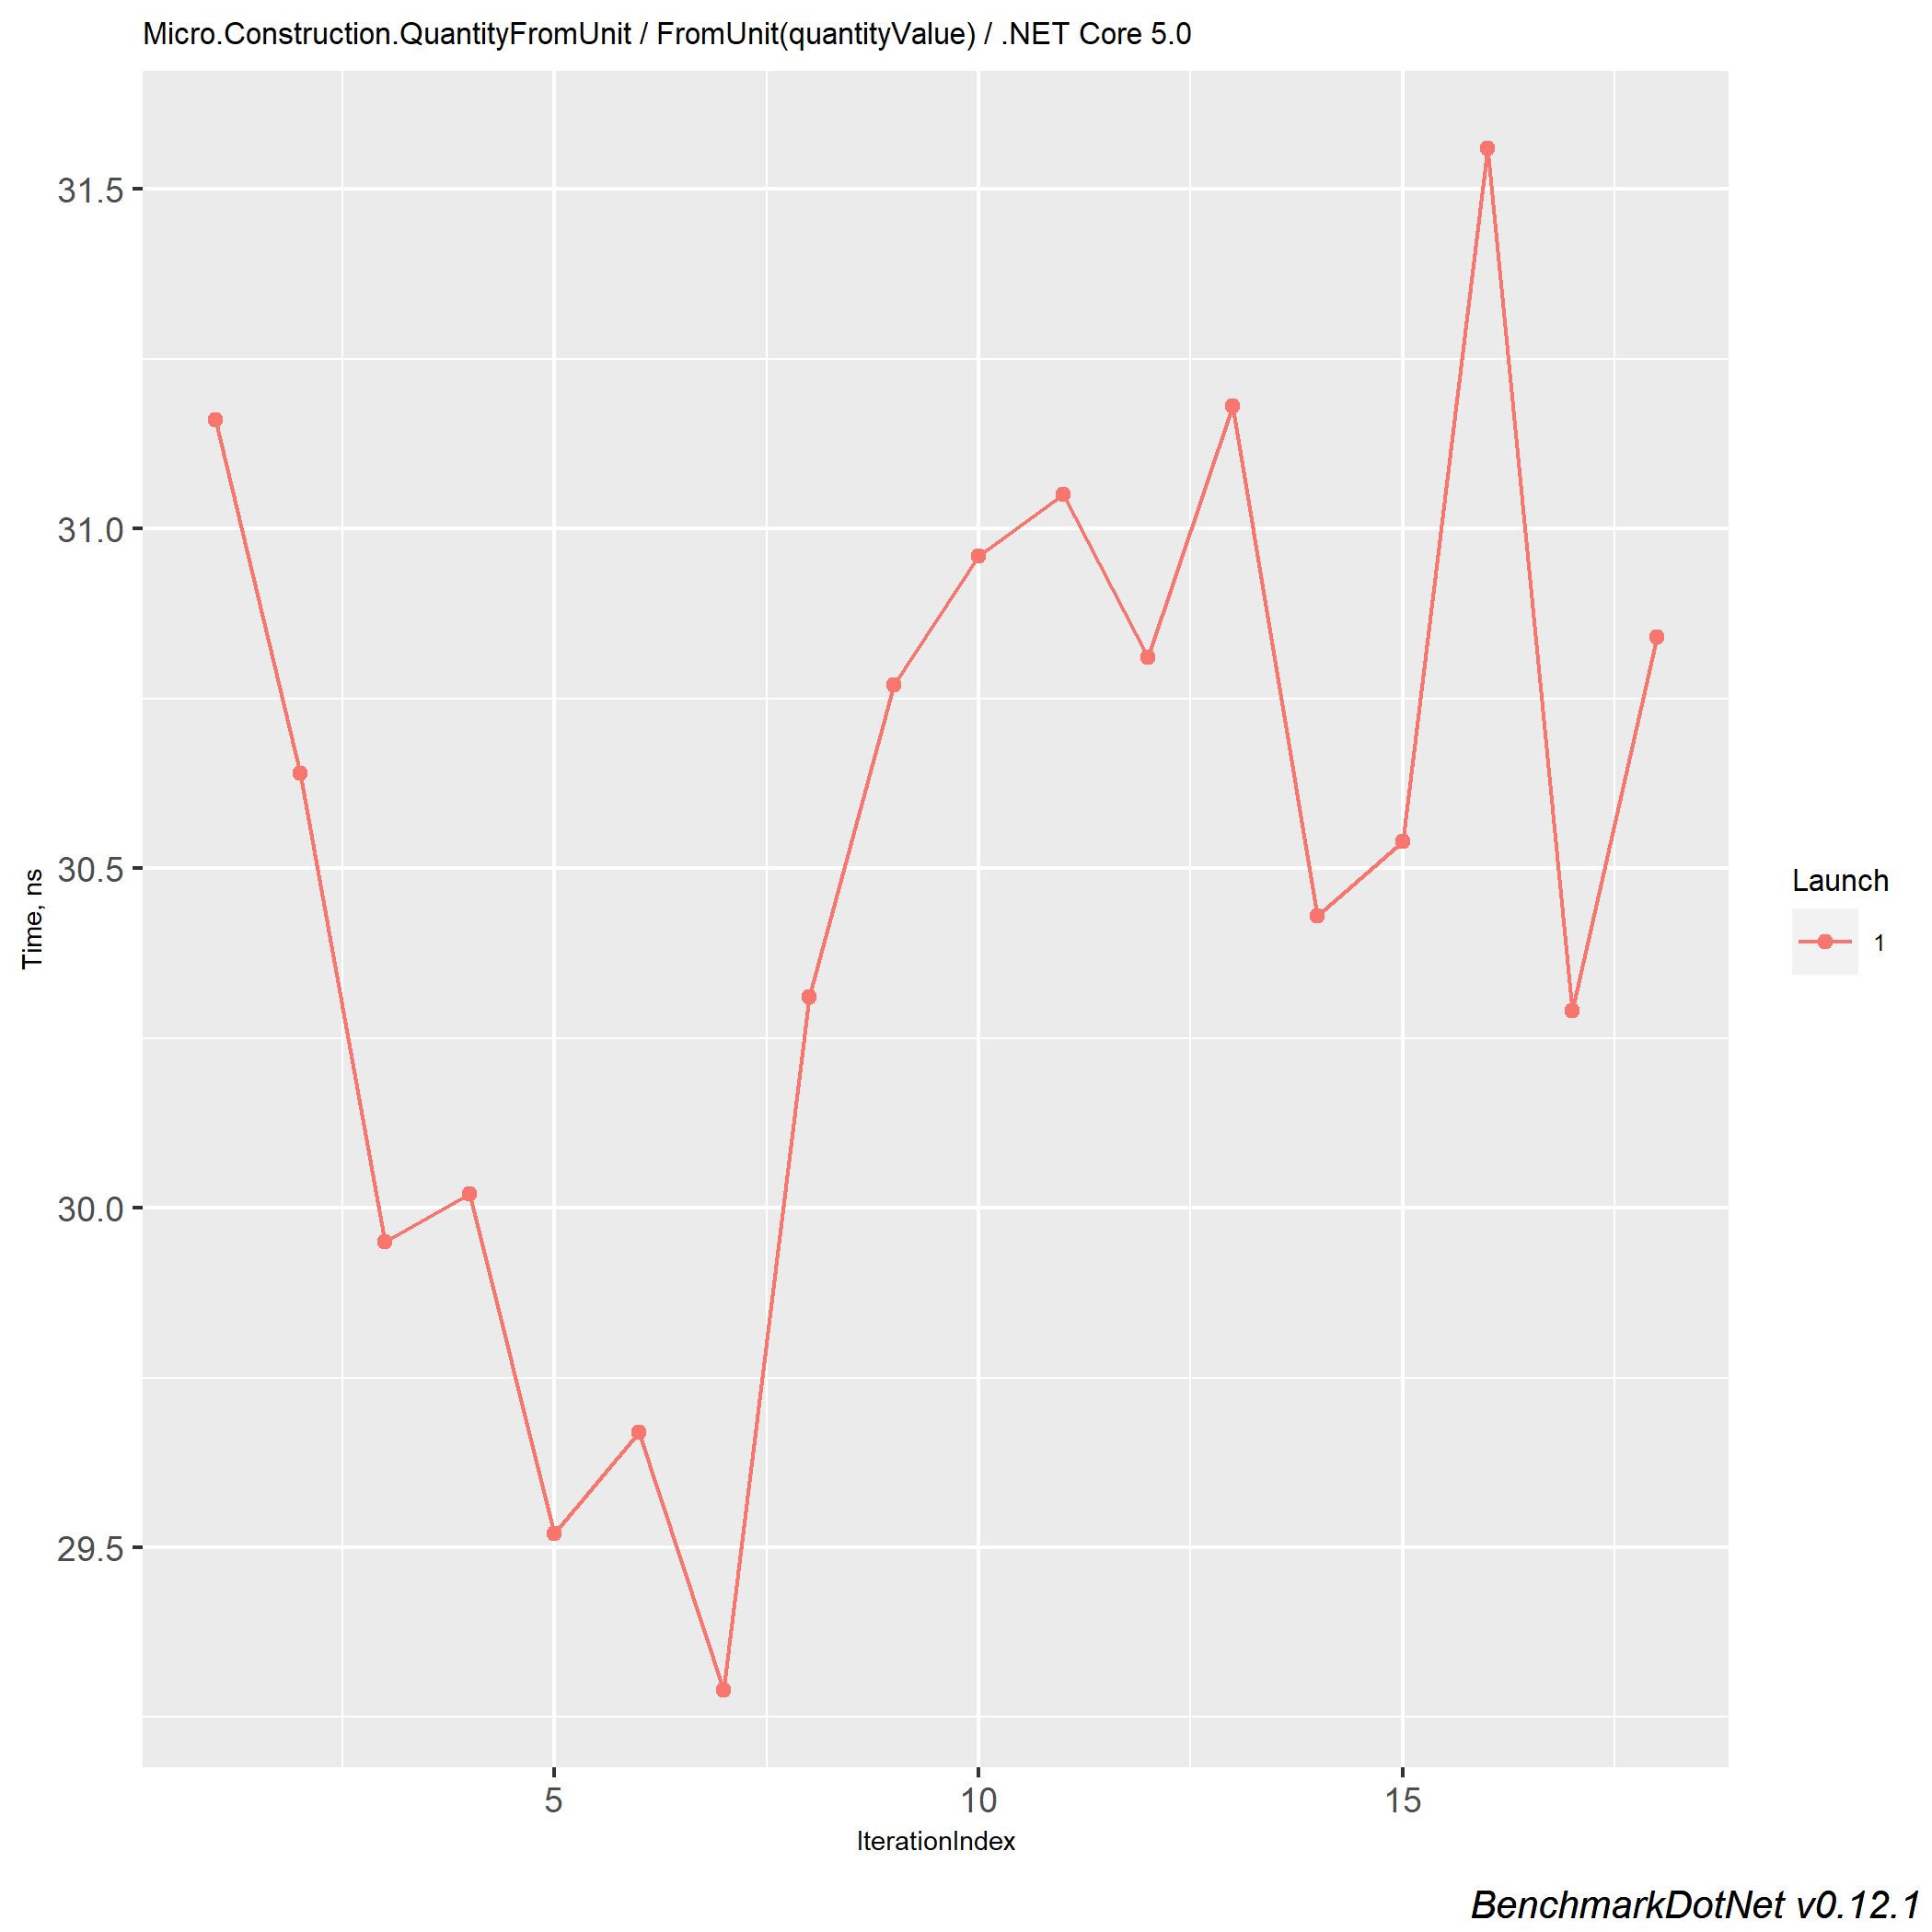 Micro.Construction.QuantityFromUnit / FromUnit(quantityValue) / .NET Core 5.0
31.5
31.0
30.5
30.0
29.5
Time, ns
5 10 15
IterationIndex
Launch
1
BenchmarkDotNet v0.12.1